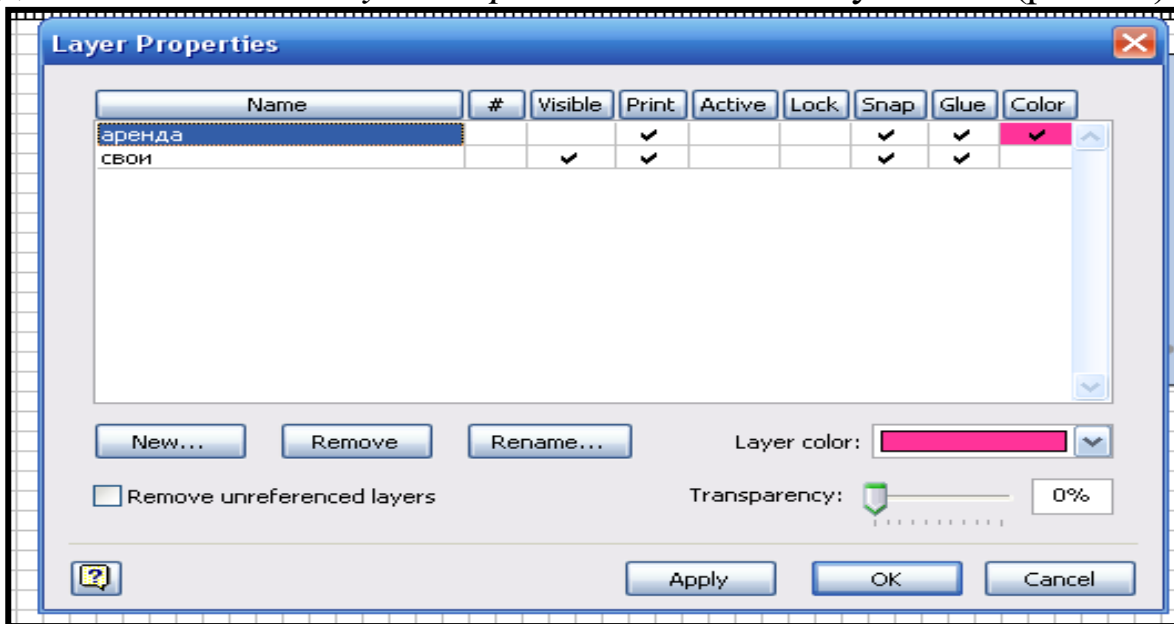 Layer Properties
Name # Visible Print Active Lock Snap Glue Color
аренда
свои
New... Remove Rename... Layer color:
Remove unreferenced layers Transparency: 0%
Apply OK Cancel